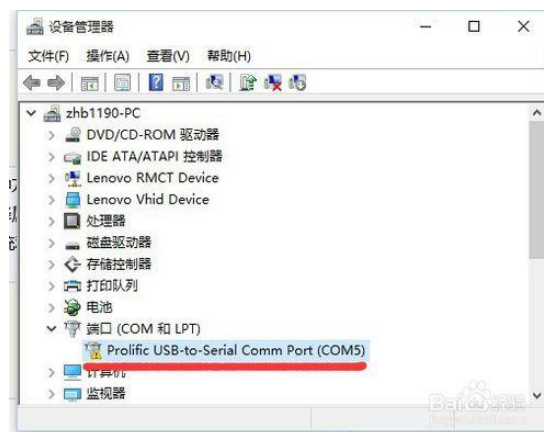 设备管理器
文件(F) 操作(A) 查看(V) 帮助(H)
zhb1190-PC
DVD/CD-ROM 驱动器
IDE ATA/ATAPI 控制器
Lenovo RMCT Device
Lenovo Vhid Device
处理器
磁盘驱动器
存储控制器
打印队列
电池
端口 (COM 和 LPT)
Prolific USB-to-Serial Comm Port (COM5)
计算机
监视器
Baidu 经验